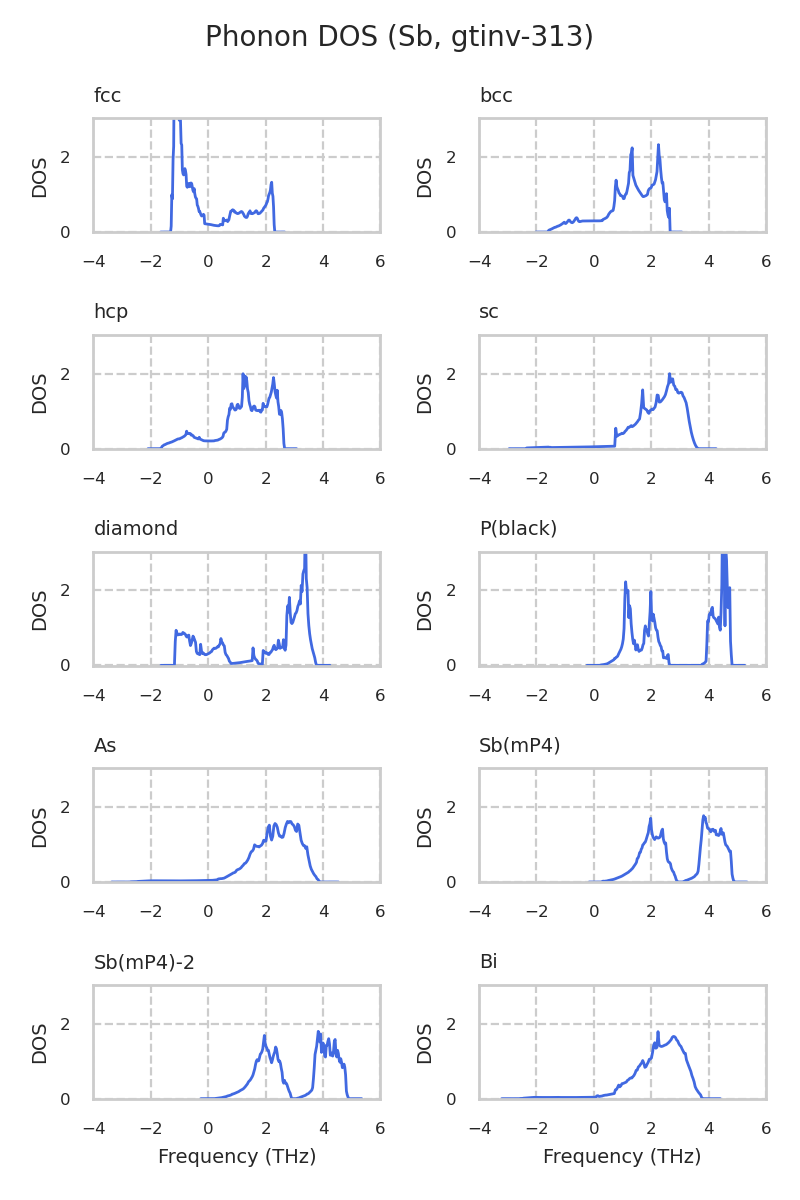 Phonon DOS (Sb, gtinv-313)
fcc
DOS
2
0
−4 −2 0 2 4 6
bcc
DOS
2
0
−4 −2 0 2 4 6
hcp
DOS
2
0
−4 −2 0 2 4 6
sc
DOS
2
0
−4 −2 0 2 4 6
diamond
DOS
2
0
−4 −2 0 2 4 6
P(black)
DOS
2
0
−4 −2 0 2 4 6
As
DOS
2
0
−4 −2 0 2 4 6
Sb(mP4)
DOS
2
0
−4 −2 0 2 4 6
Sb(mP4)-2
DOS
2
0
−4 −2 0 2 4 6
Frequency (THz)
Bi
DOS
2
0
−4 −2 0 2 4 6
Frequency (THz)